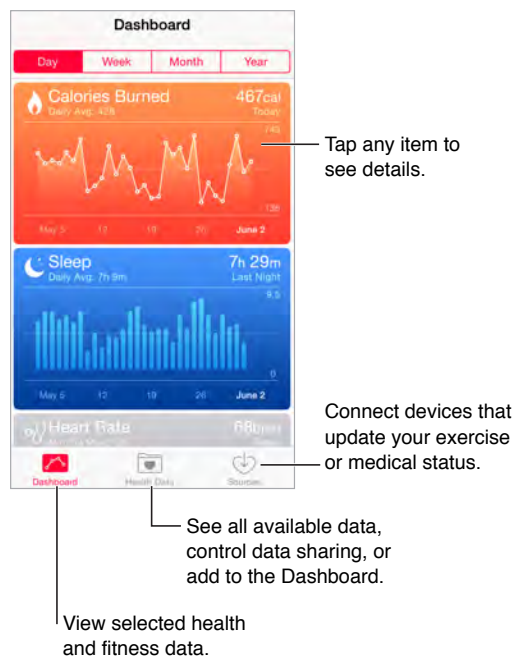 Dashboard
Day Week Month Year
Calories Burned 467cal
Daily Avg: 428 Today
743
Tap any item to
see details.
136
May 5 12 19 26 June 2
Sleep 7h 29m
Daily Avg: 7h 9m Last Night
9.5
0
May 5 12 19 26 June 2
Heart Rate 68bpm
Connect devices that
update your exercise
or medical status.
Dashboard Health Data Sources
See all available data,
control data sharing, or
add to the Dashboard.
View selected health
and fitness data.